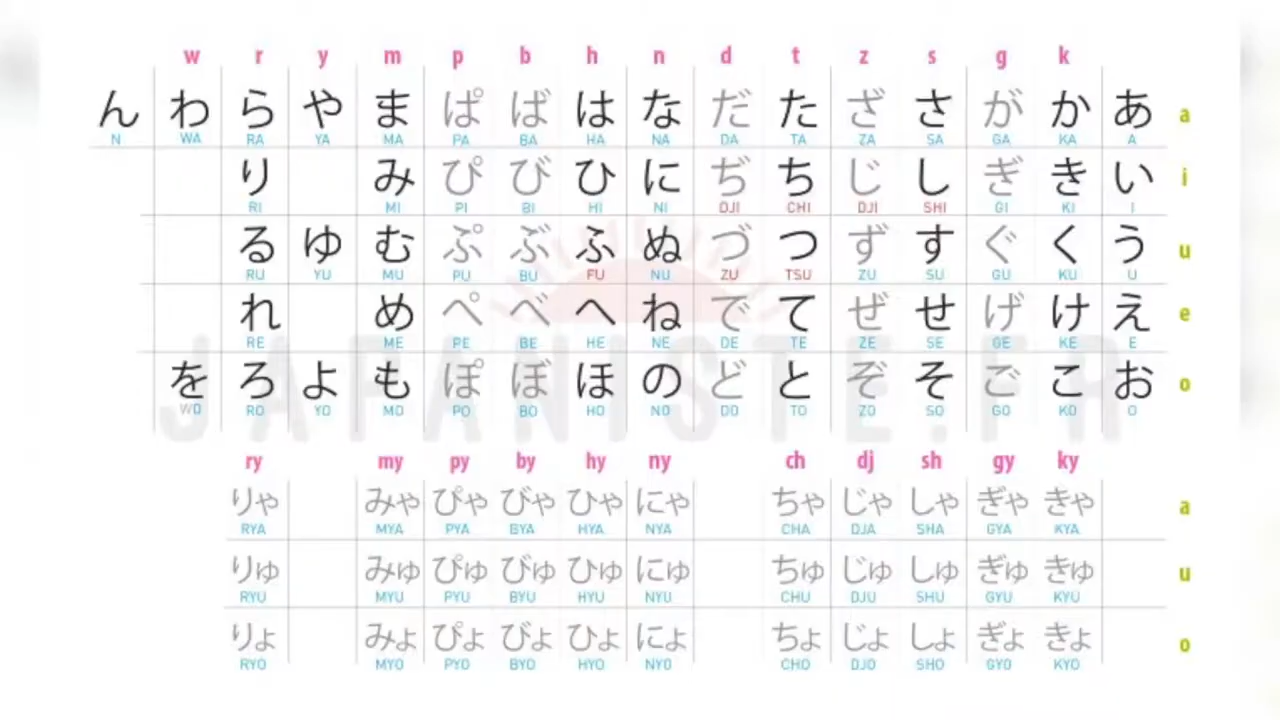 w r y m p b h n d t z s g k
ん わ ら や ま ぱ ば は な だ た ざ さ が か あ a
N WA RA YA MA PA BA HA NA DA TA ZA SA GA KA A
り み ぴ び ひ に ぢ ち じ し ぎ き い i
RI MI PI BI HI NI DJI CHI DJI SHI GI KI I
る ゆ む ぷ ぶ ふ ぬ づ つ ず す ぐ く う u
RU YU MU PU BU FU NU ZU TSU ZU SU GU KU U
れ め ぺ べ へ ね で て ぜ せ げ け え e
RE ME PE BE HE NE DE TE ZE SE GE KE E
を ろ よ も ぽ ぼ ほ の ど と ぞ そ ご こ お o
WO RO YO MO PO BO HO NO DO TO ZO SO GO KO O
JAPANISTE.FR
ry my py by hy ny ch dj sh gy ky
りゃ みゃ ぴゃ びゃ ひゃ にゃ ちゃ じゃ しゃ ぎゃ きゃ a
RYA MYA PYA BYA HYA NYA CHA DJA SHA GYA KYA
りゅ みゅ ぴゅ びゅ ひゅ にゅ ちゅ じゅ しゅ ぎゅ きゅ u
RYU MYU PYU BYU HYU NYU CHU DJU SHU GYU KYU
りょ みょ ぴょ びょ ひょ にょ ちょ じょ しょ ぎょ きょ o
RYO MYO PYO BYO HYO NYO CHO DJO SHO GYO KYO